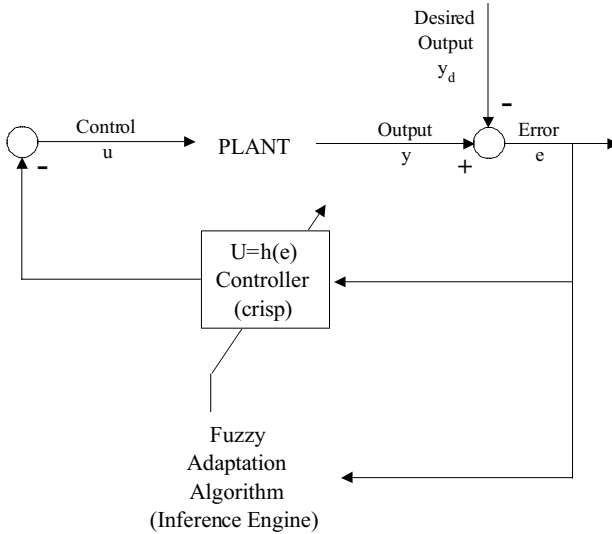 Desired
Output
y_d
-
Control
u
-
PLANT
Output
y
+
Error
e
U=h(e)
Controller
(crisp)
Fuzzy
Adaptation
Algorithm
(Inference Engine)